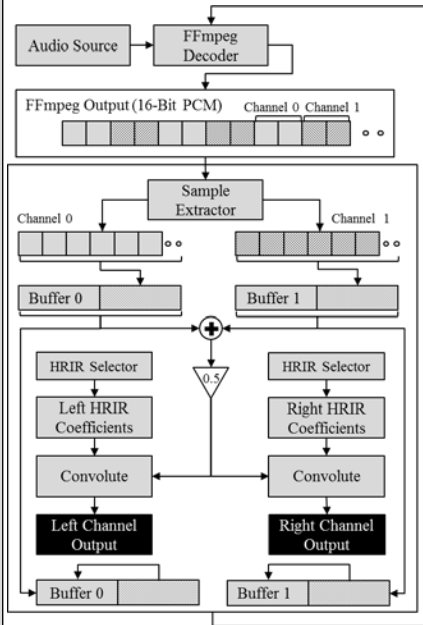 Audio Source
FFmpeg
Decoder
FFmpeg Output (16-Bit PCM)
Channel 0
Channel 1
Sample
Extractor
Channel 0
Channel 1
Buffer 0
Buffer 1
+
0.5
HRIR Selector
HRIR Selector
Left HRIR
Coefficients
Right HRIR
Coefficients
Convolute
Convolute
Left Channel
Output
Right Channel
Output
Buffer 0
Buffer 1